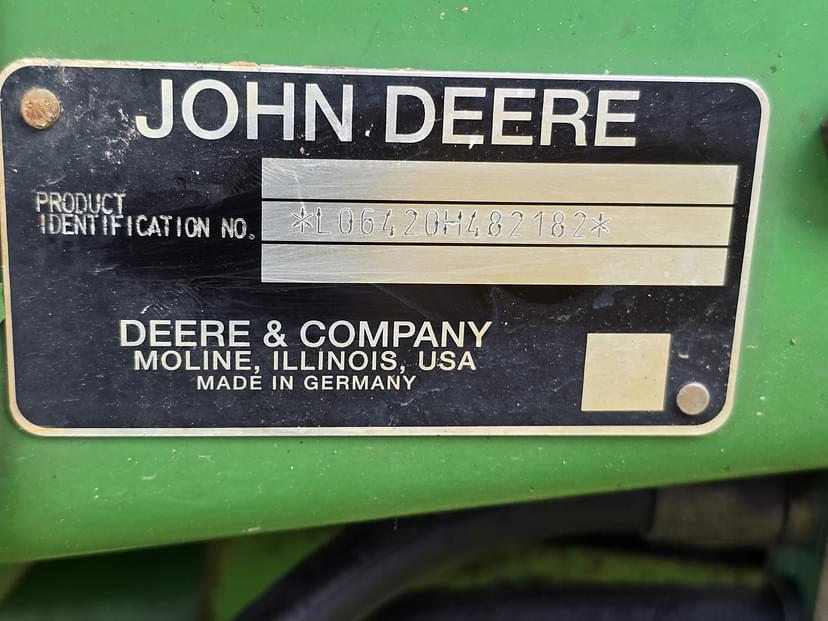 JOHN DEERE
PRODUCT
IDENTIFICATION NO.
*L06420H482182*
DEERE & COMPANY
MOLINE, ILLINOIS, USA
MADE IN GERMANY